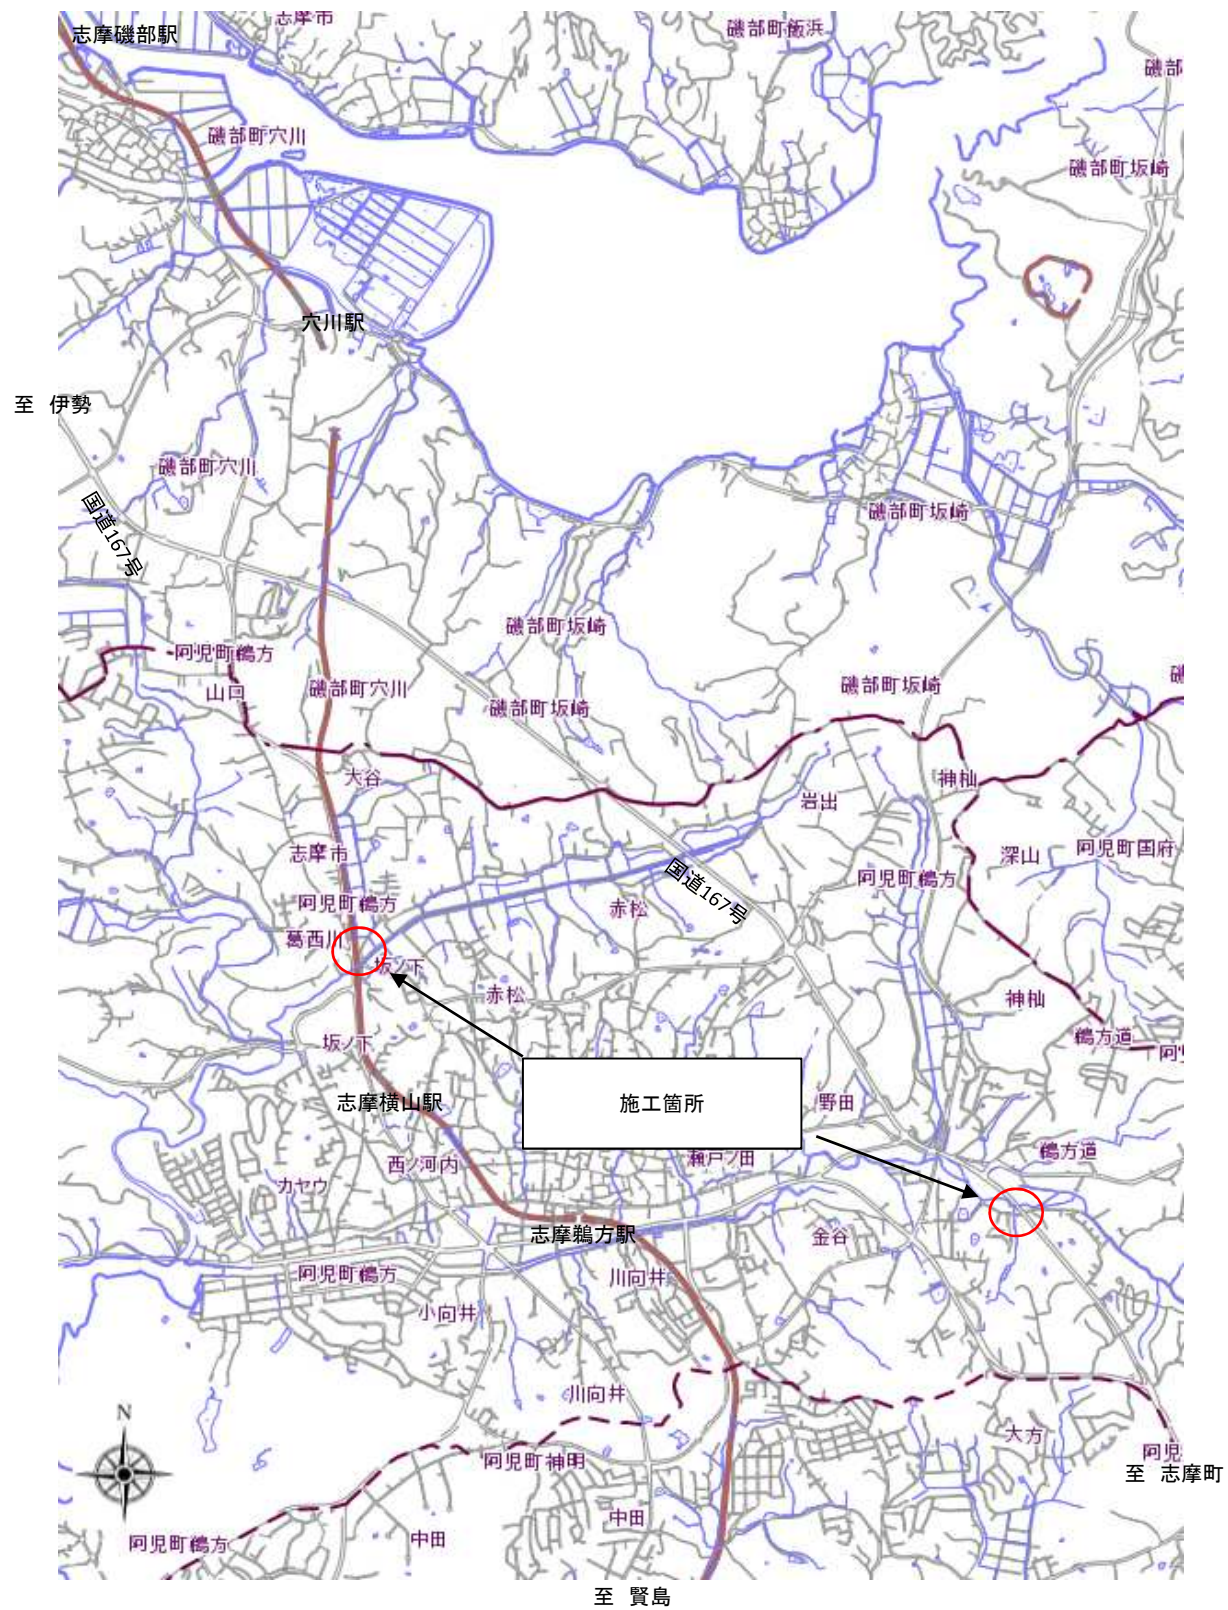 志摩市
志摩磯部駅
磯部町飯浜
磯部
磯部町穴川
磯部町坂崎
穴川駅
至 伊勢
磯部町穴川
国道167号
磯部町坂崎
磯部町坂崎
阿児町鵜方
山口
磯部町穴川
磯部町坂崎
磯部町坂崎
大谷
神杣
岩出
志摩市
深山
阿児町国府
国道167号
阿児町鵜方
阿児町鵜方
赤松
葛西川
坂ノ下
赤松
神杣
坂ノ下
鵜方道
志摩横山駅
施工箇所
野田
西ノ河内
瀬戸ノ田
鵜方道
カヤウ
志摩鵜方駅
金谷
阿児町鵜方
川向井
小向井
川向井
N
大方
阿児町神明
阿児
至 志摩町
中田
中田
阿児町鵜方
至 賢島